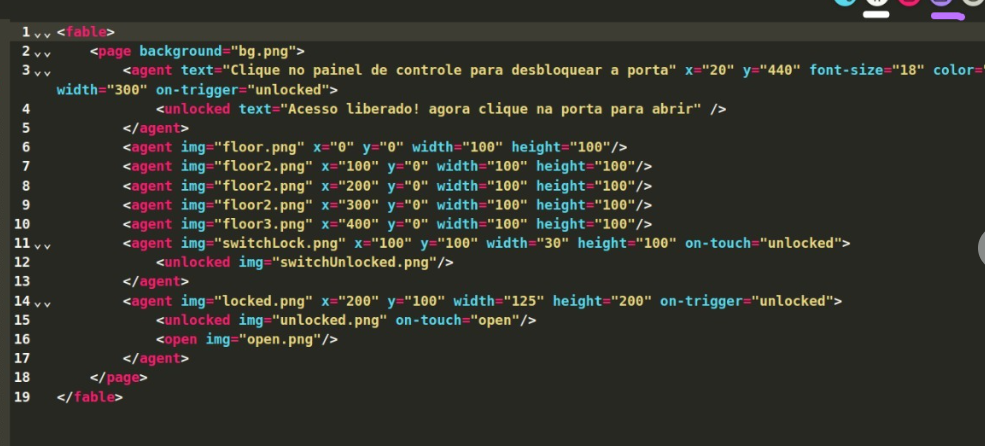 1 <fable>
2 <page background="bg.png">
3 <agent text="Clique no painel de controle para desbloquear a porta" x="20" y="440" font-size="18" color="
width="300" on-trigger="unlocked">
4 <unlocked text="Acesso liberado! agora clique na porta para abrir" />
5 </agent>
6 <agent img="floor.png" x="0" y="0" width="100" height="100"/>
7 <agent img="floor2.png" x="100" y="0" width="100" height="100"/>
8 <agent img="floor2.png" x="200" y="0" width="100" height="100"/>
9 <agent img="floor2.png" x="300" y="0" width="100" height="100"/>
10 <agent img="floor3.png" x="400" y="0" width="100" height="100"/>
11 <agent img="switchLock.png" x="100" y="100" width="30" height="100" on-touch="unlocked">
12 <unlocked img="switchUnlocked.png"/>
13 </agent>
14 <agent img="locked.png" x="200" y="100" width="125" height="200" on-trigger="unlocked">
15 <unlocked img="unlocked.png" on-touch="open"/>
16 <open img="open.png"/>
17 </agent>
18 </page>
19 </fable>